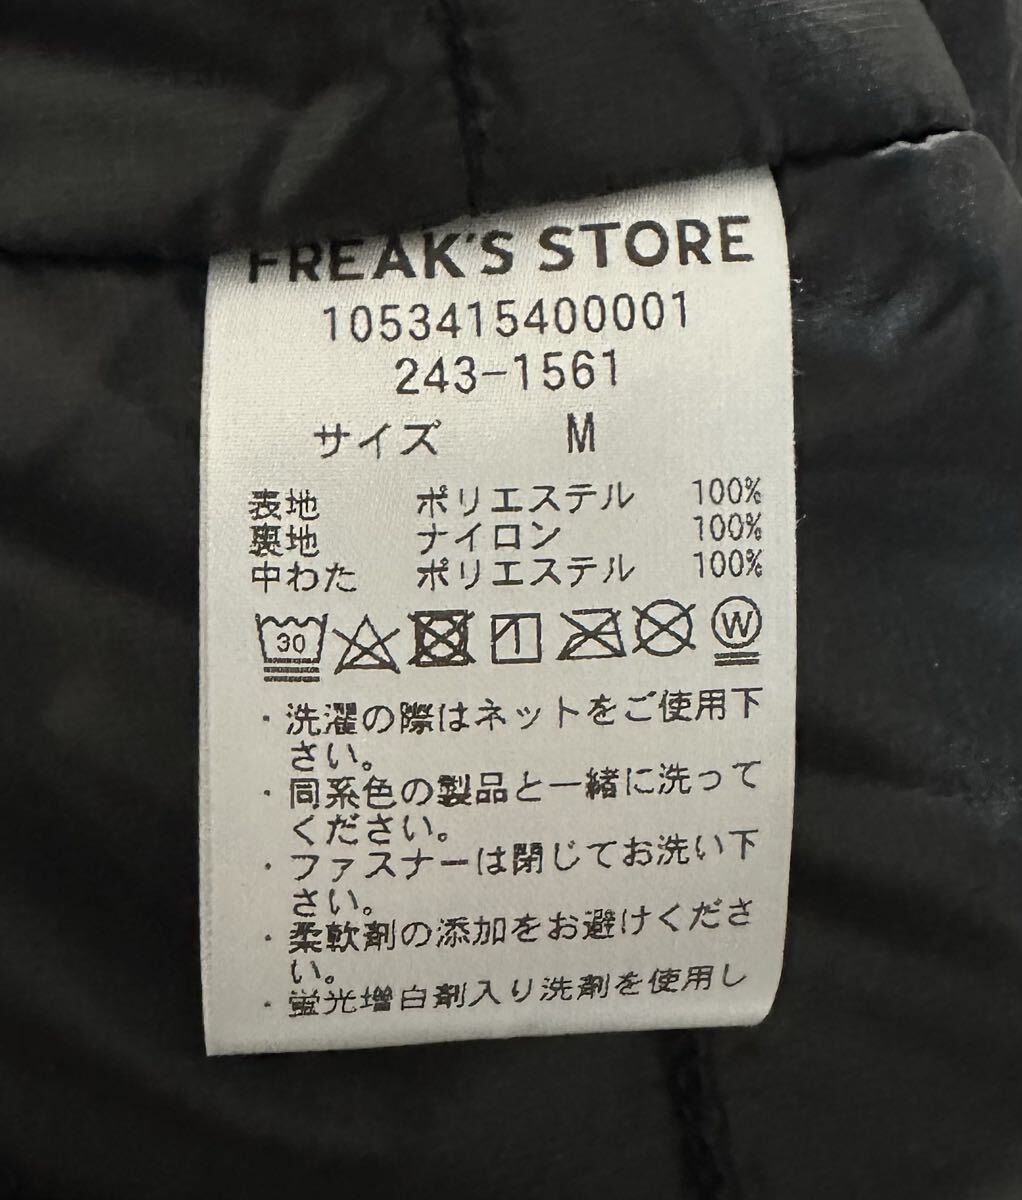 FREAK'S STORE
1053415400001
243-1561
サイズ M
表地 ポリエステル 100%
裏地 ナイロン 100%
中わた ポリエステル 100%
30 W
・洗濯の際はネットをご使用下
さい。
・同系色の製品と一緒に洗って
ください。
・ファスナーは閉じてお洗い下
さい。
・柔軟剤の添加をお避けくださ
い。
・蛍光増白剤入り洗剤を使用し